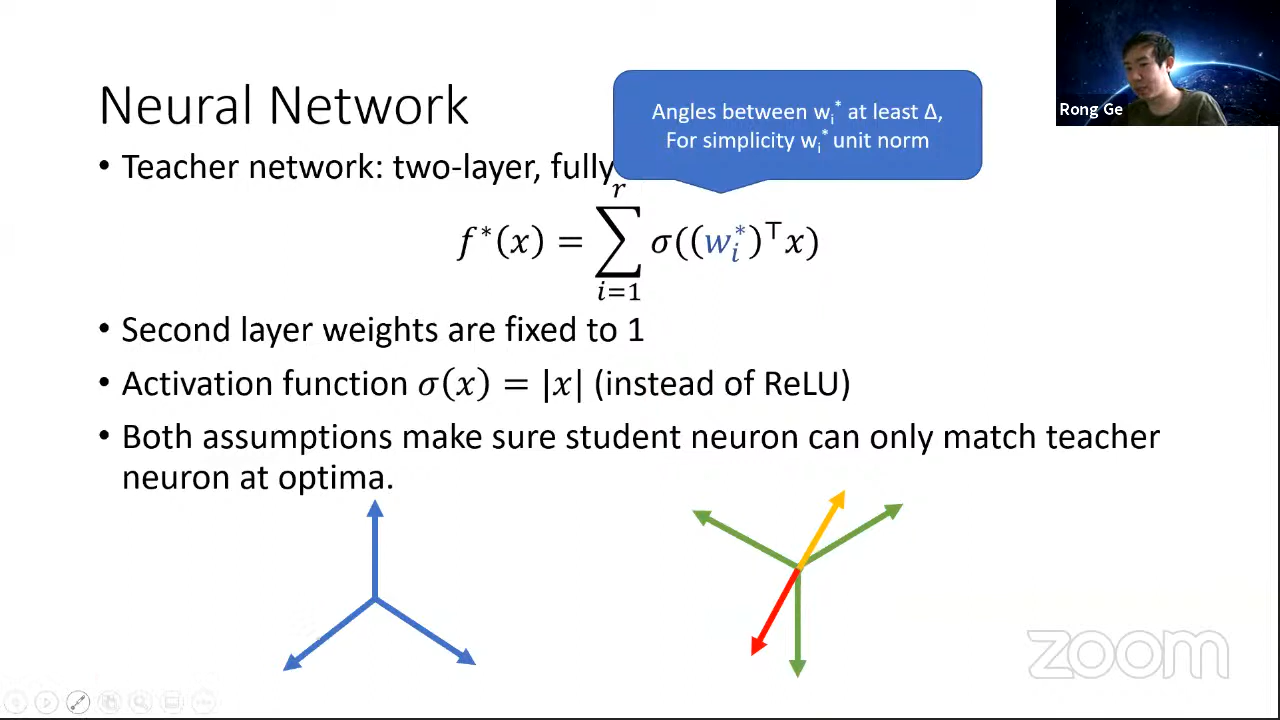 Rong Ge
Neural Network
Angles between wᵢ* at least Δ,
For simplicity wᵢ* unit norm
• Teacher network: two-layer, fully
f*(x) = ∑ᵢ₌₁ʳ σ((wᵢ*)ᵀx)
• Second layer weights are fixed to 1
• Activation function σ(x) = |x| (instead of ReLU)
• Both assumptions make sure student neuron can only match teacher
neuron at optima.
zoom